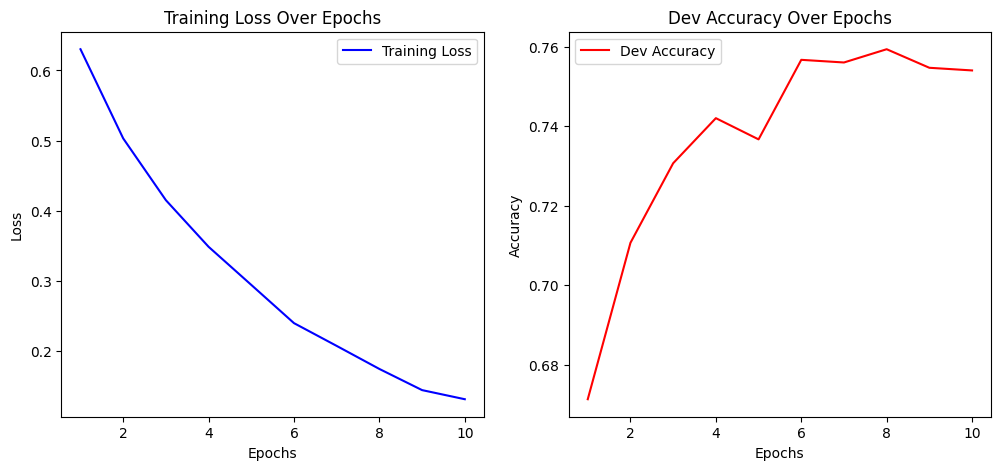 Training Loss Over Epochs
Training Loss
0.6
0.5
0.4
0.3
0.2
Loss
2 4 6 8 10
Epochs
Dev Accuracy Over Epochs
Dev Accuracy
0.76
0.74
0.72
0.70
0.68
Accuracy
2 4 6 8 10
Epochs